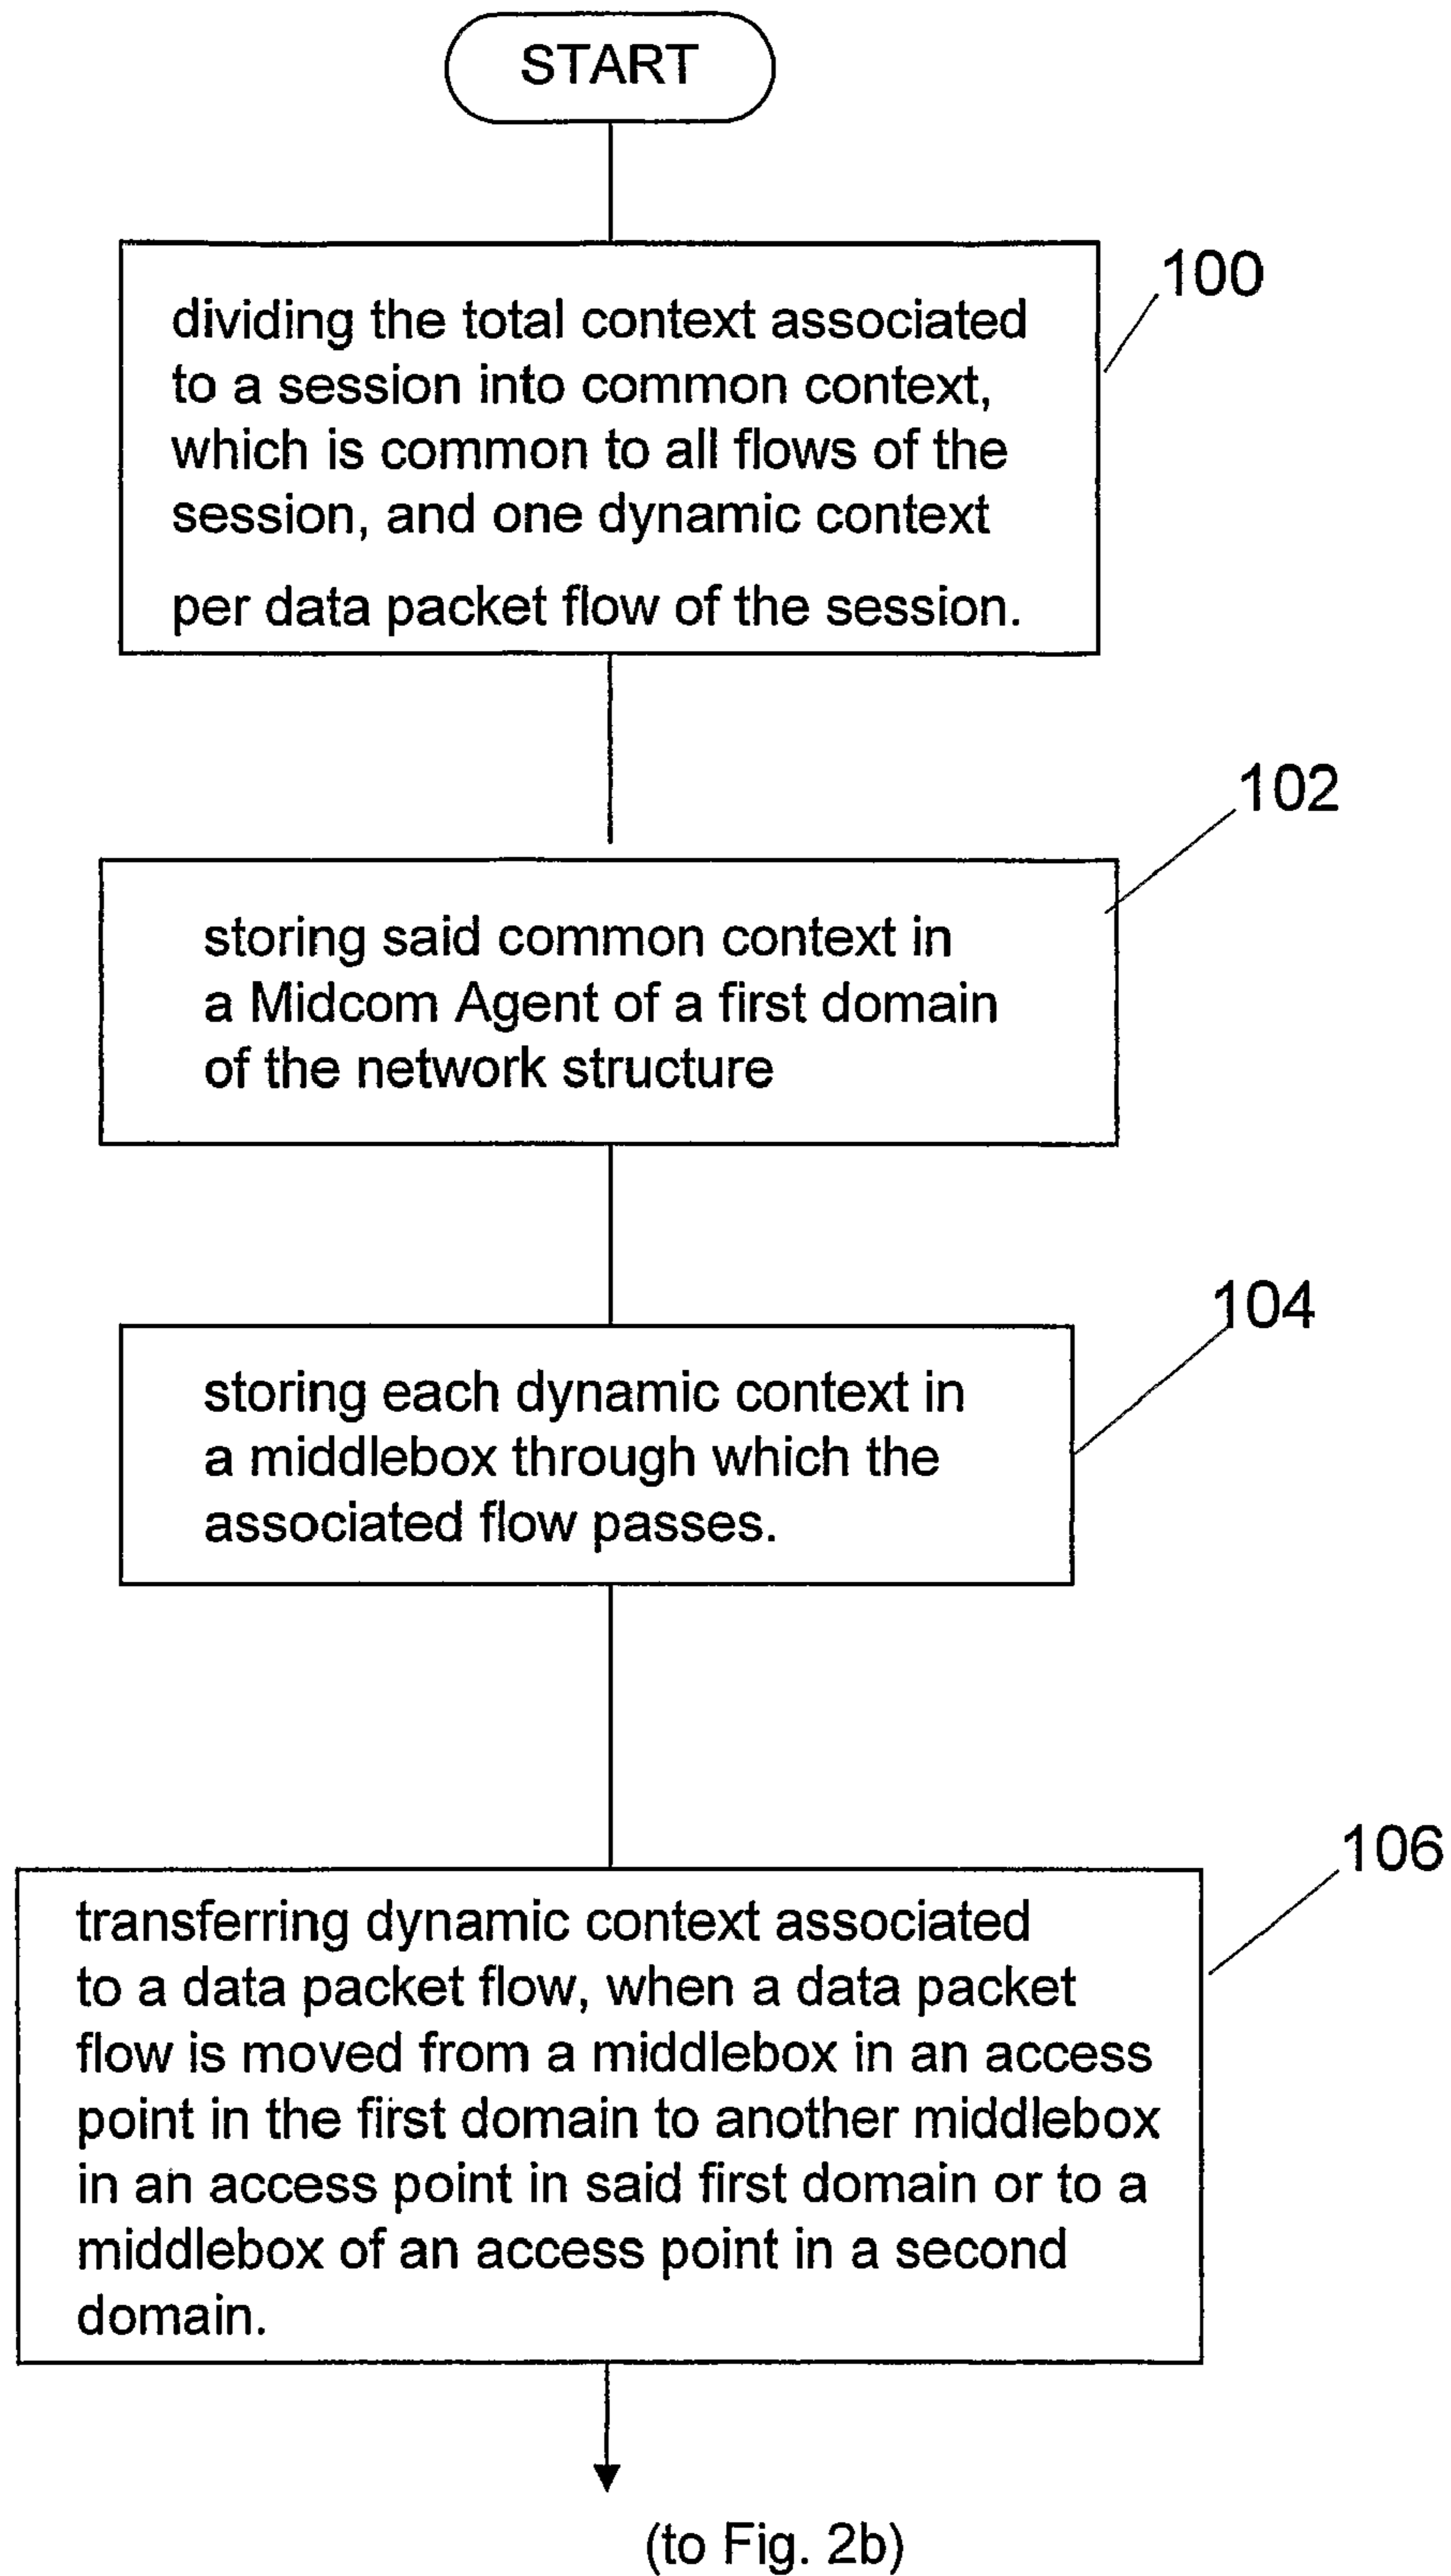 START
100
dividing the total context associated
to a session into common context,
which is common to all flows of the
session, and one dynamic context
per data packet flow of the session.
102
storing said common context in
a Midcom Agent of a first domain
of the network structure
104
storing each dynamic context in
a middlebox through which the
associated flow passes.
106
transferring dynamic context associated
to a data packet flow, when a data packet
flow is moved from a middlebox in an access
point in the first domain to another middlebox
in an access point in said first domain or to a
middlebox of an access point in a second
domain.
(to Fig. 2b)